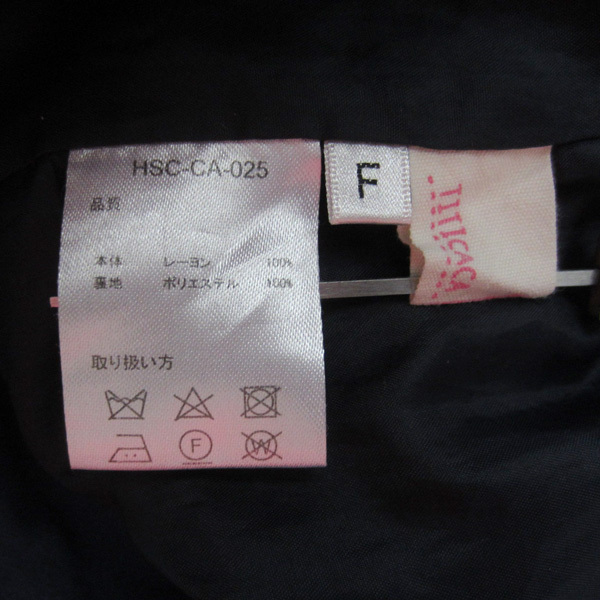 HSC-CA-025
品質
本体 レーヨン 100%
裏地 ポリエステル 100%
取り扱い方
F
W
F